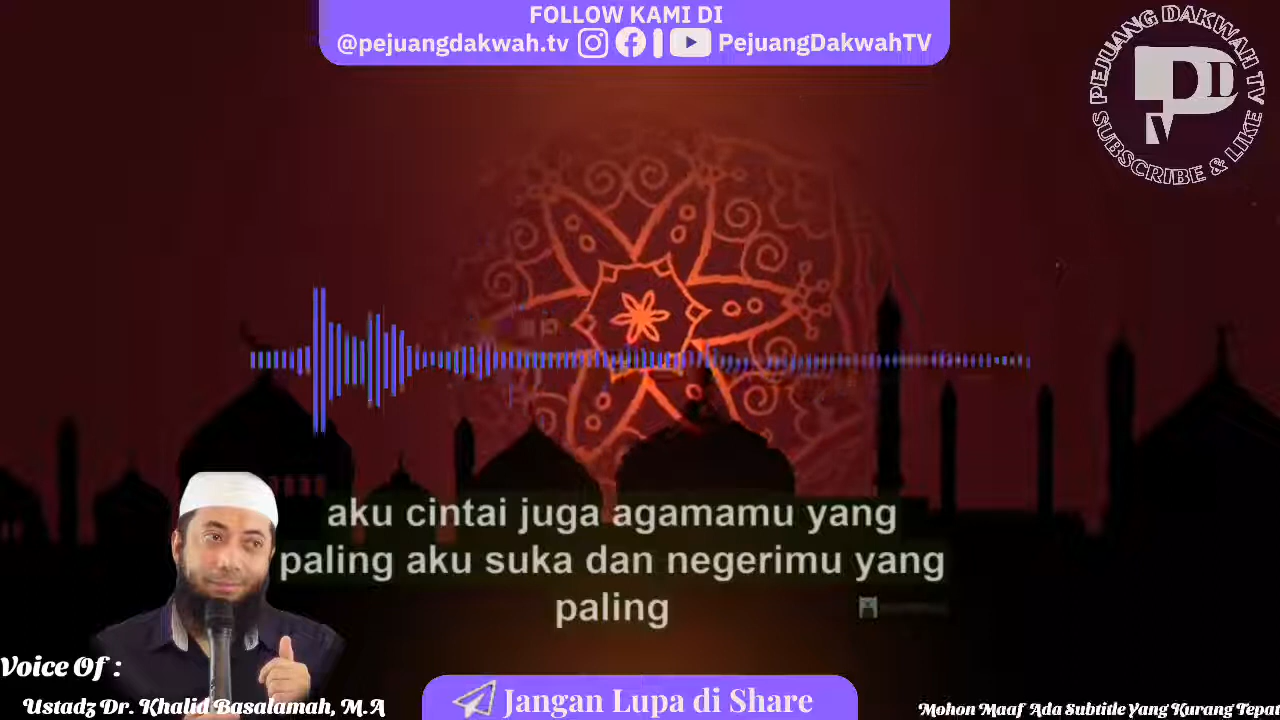 FOLLOW KAMI DI
@pejuangdakwah.tv PejuangDakwahTV
PEJUANG DAKWAH TV
SUBSCRIBE & LIKE
aku cintai juga agamamu yang
paling aku suka dan negerimu yang
paling
Voice Of :
Ustadz Dr. Khalid Basalamah, M.A
Jangan Lupa di Share
Mohon Maaf Ada Subtitle Yang Kurang Tepat